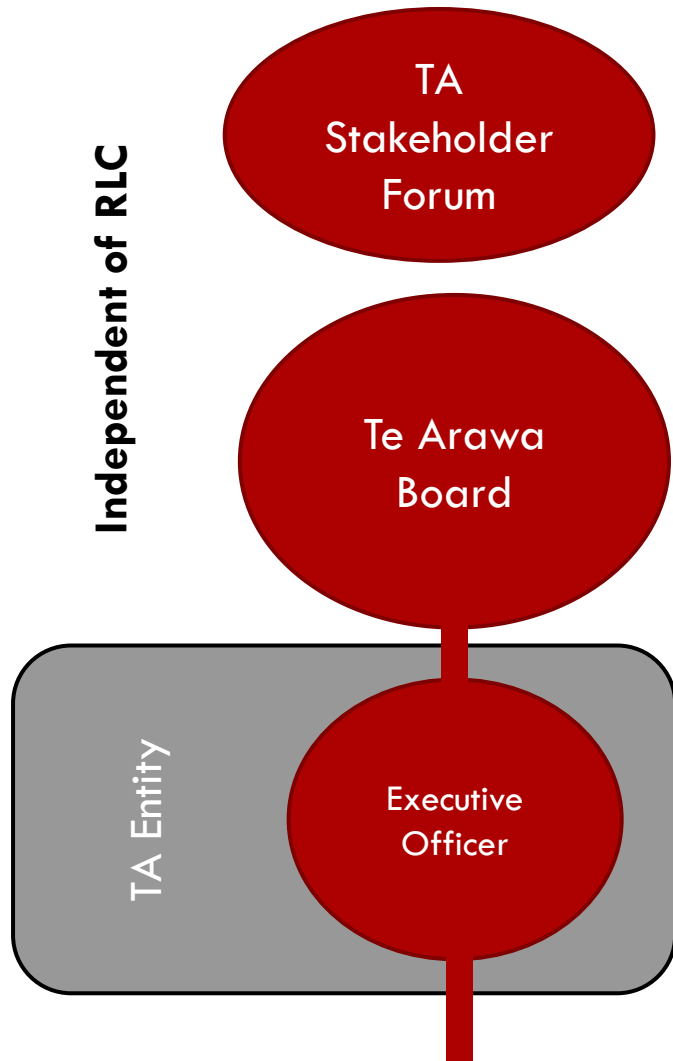 TA
Stakeholder
Forum
Independent of RLC
Te Arawa
Board
TA Entity
Executive
Officer